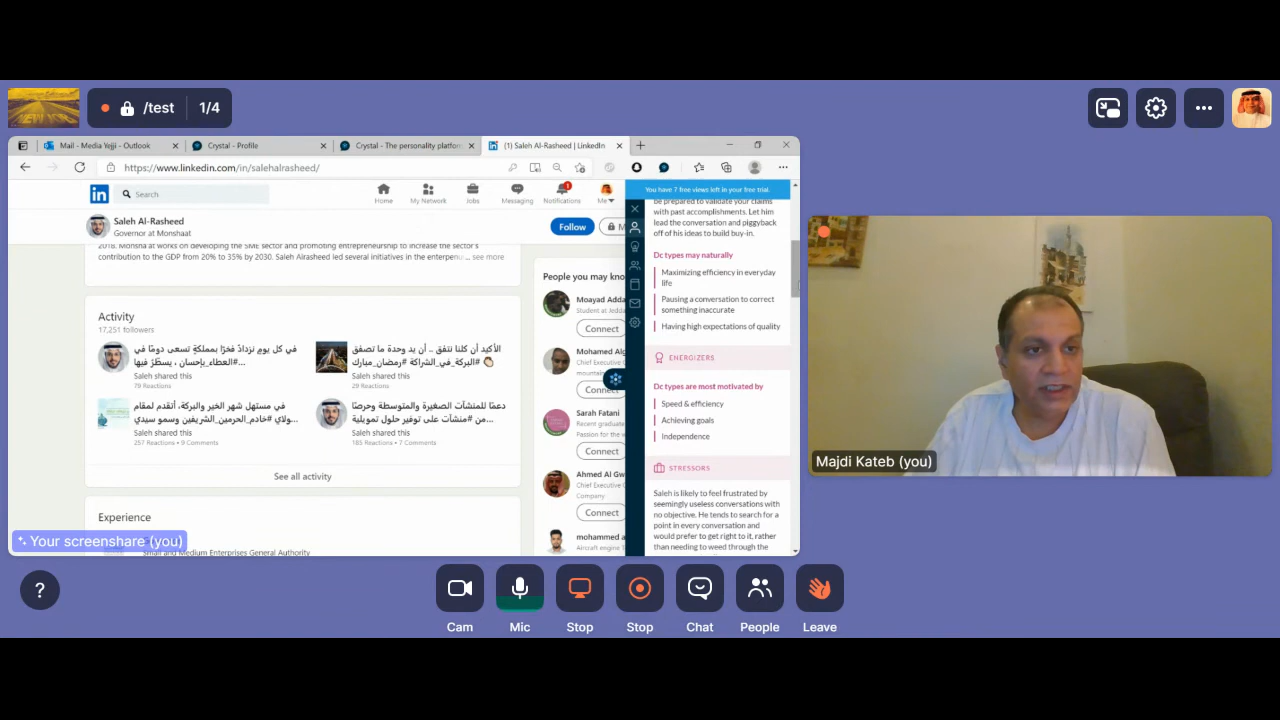 /test 1/4
Mail - Media Yejji - Outlook
Crystal - Profile
Crystal - The personality platform
(1) Saleh Al-Rasheed | LinkedIn
https://www.linkedin.com/in/salehalrasheed/
Search
Home
My Network
Jobs
Messaging
Notifications
Me
Saleh Al-Rasheed
Governor at Monshaat
Follow
2016. Monsha'at works on developing the SME sector and promoting entrepreneurship to increase the sector's
contribution to the GDP from 20% to 35% by 2030. Saleh Alrasheed led several initiatives in the enterpenu... see more
Activity
17,251 followers
في كل يوم نزدادُ فخرًا بمملكةٍ تسعى دومًا في
#العطاء_بإحسان ، يسطّرَ فيها...
Saleh shared this
79 Reactions
الأكيد أن كلنا نتفق .. أن يد وحدة ما تصفق
#البركة_في_الشراكة #رمضان_مبارك
Saleh shared this
29 Reactions
في مستهل شهر الخير والبركة، أتقدم لمقام
مولاي #خادم_الحرمين_الشريفين وسمو سيدي...
Saleh shared this
257 Reactions • 9 Comments
دعمًا للمنشآت الصغيرة والمتوسطة وحرصًا
من #منشآت على توفير حلول تمويلية...
Saleh shared this
185 Reactions • 7 Comments
See all activity
Experience
Small and Medium Enterprises General Authority
People you may know
Moayad Adda
Student at Jedda
Connect
Mohamed Alg
Chief Executive C
mountai
Connect
Sarah Fatani
Recent graduate
Passion for the w
Connect
Ahmed Al Gw
Chief Executive C
Company
Connect
mohammed a
Aircraft engine T
You have 7 free views left in your free trial.
be prepared to validate your claims
with past accomplishments. Let him
lead the conversation and piggyback
off of his ideas to build buy-in.
Dc types may naturally
Maximizing efficiency in everyday
life
Pausing a conversation to correct
something inaccurate
Having high expectations of quality
ENERGIZERS
Dc types are most motivated by
Speed & efficiency
Achieving goals
Independence
STRESSORS
Saleh is likely to feel frustrated by
seemingly useless conversations with
no objective. He tends to search for a
point in every conversation and
would prefer to get right to it, rather
than needing to weed through the
Your screenshare (you)
Majdi Kateb (you)
?
Cam
Mic
Stop
Stop
Chat
People
Leave